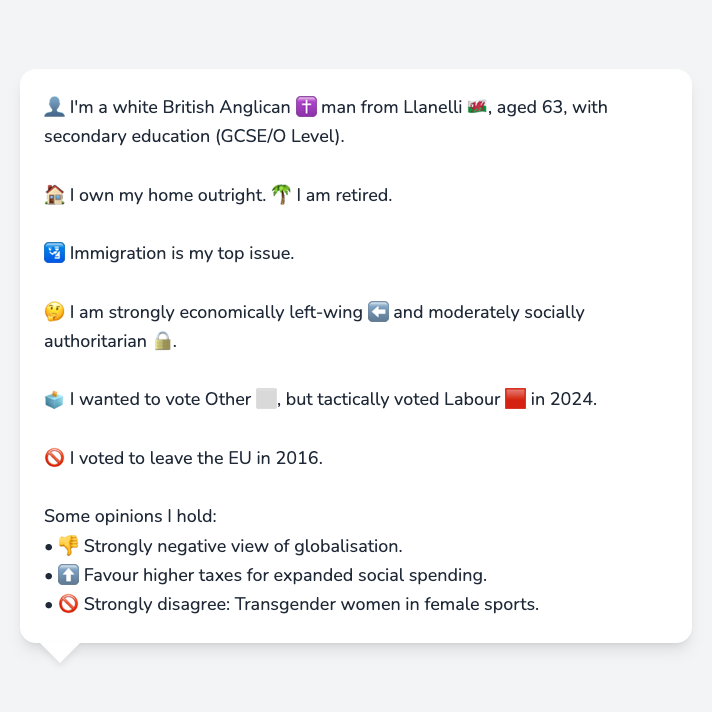 👤 I'm a white British Anglican ✝️ man from Llanelli 🏴󠁧󠁢󠁷󠁬󠁳󠁿, aged 63, with
secondary education (GCSE/O Level).
🏠 I own my home outright. 🌴 I am retired.
🛂 Immigration is my top issue.
🤔 I am strongly economically left-wing ⬅️ and moderately socially
authoritarian 🔒.
🗳️ I wanted to vote Other ⬜, but tactically voted Labour 🟥 in 2024.
🚫 I voted to leave the EU in 2016.
Some opinions I hold:
• 👎 Strongly negative view of globalisation.
• ⬆️ Favour higher taxes for expanded social spending.
• 🚫 Strongly disagree: Transgender women in female sports.